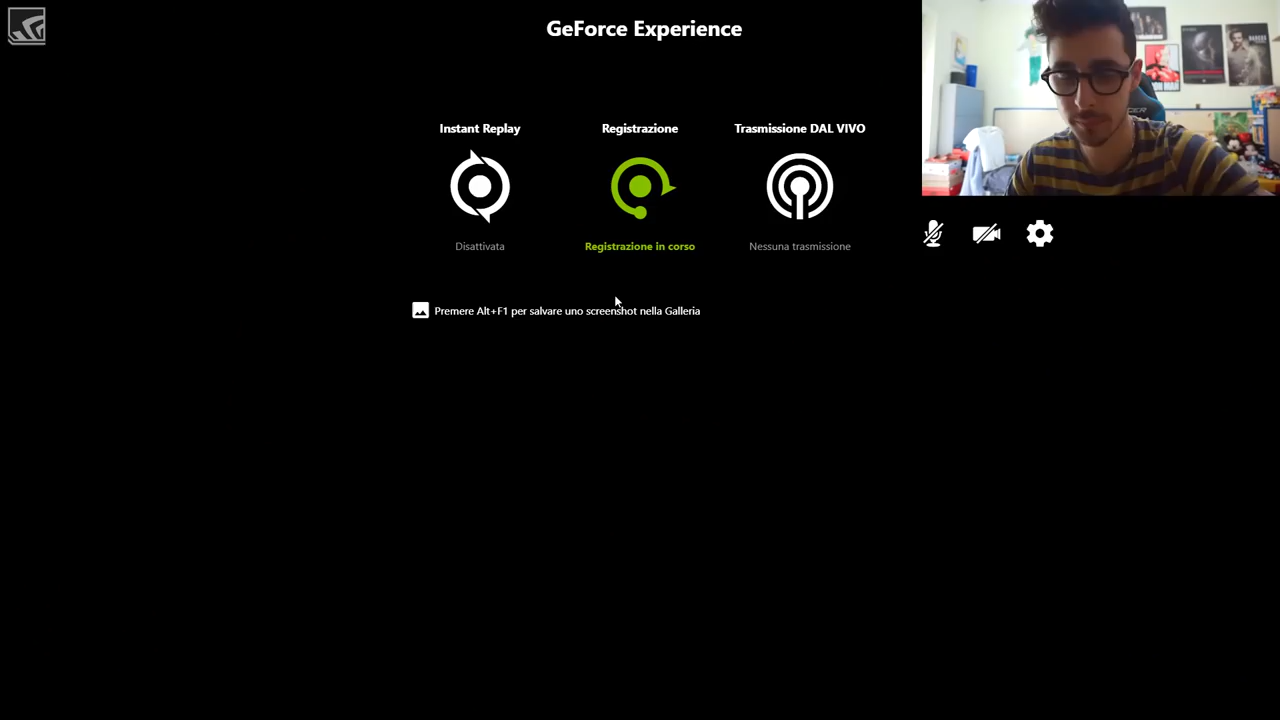 GeForce Experience
Instant Replay
Registrazione
Trasmissione DAL VIVO
Disattivata
Registrazione in corso
Nessuna trasmissione
Premere Alt+F1 per salvare uno screenshot nella Galleria